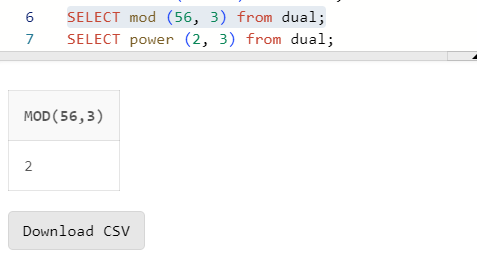 6 SELECT mod (56, 3) from dual;
7 SELECT power (2, 3) from dual;
MOD(56,3)
2
Download CSV